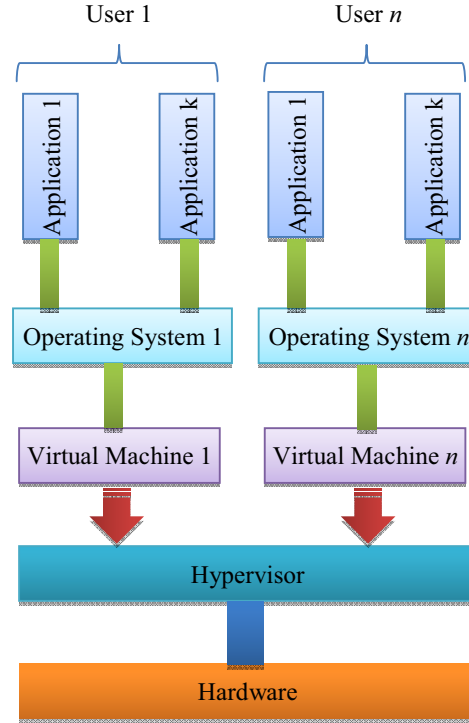 User 1
User n
Application 1
Application k
Application 1
Application k
Operating System 1
Operating System n
Virtual Machine 1
Virtual Machine n
Hypervisor
Hardware